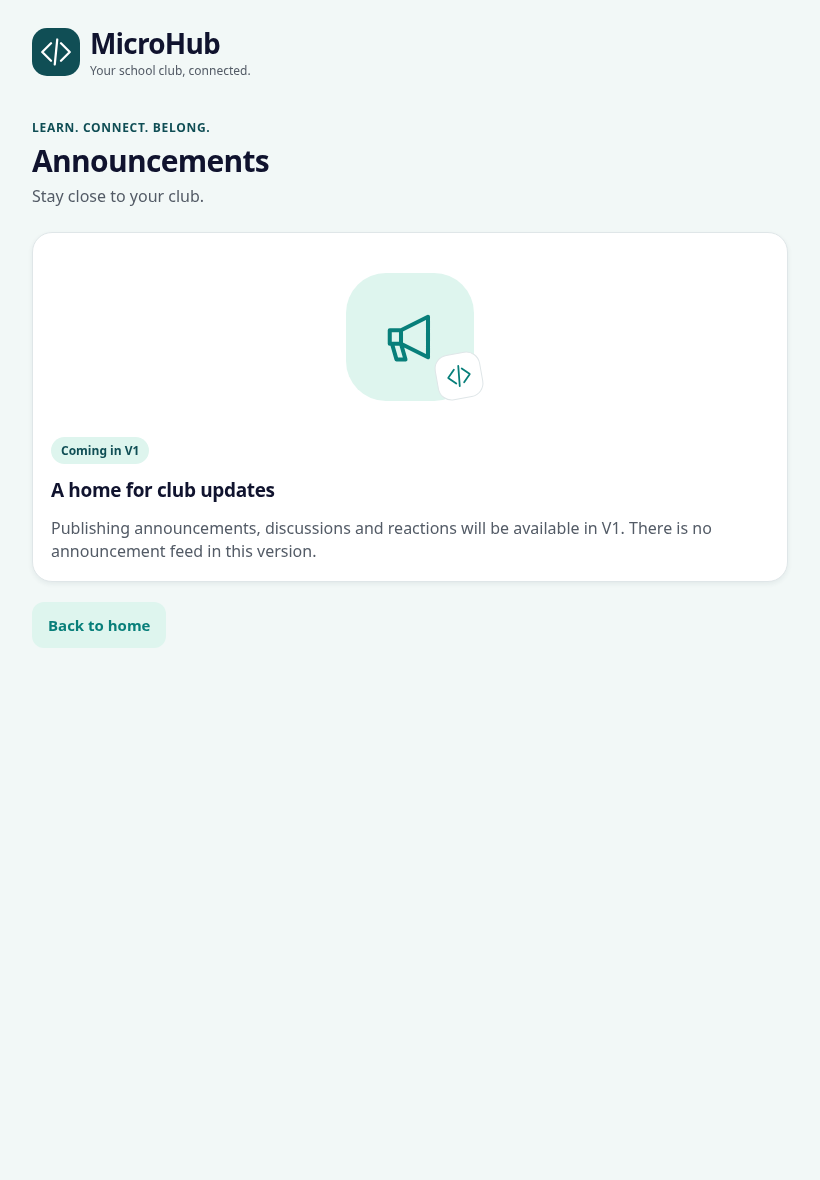 MicroHub
Your school club, connected.
LEARN. CONNECT. BELONG.
Announcements
Stay close to your club.
Coming in V1
A home for club updates
Publishing announcements, discussions and reactions will be available in V1. There is no
announcement feed in this version.
Back to home